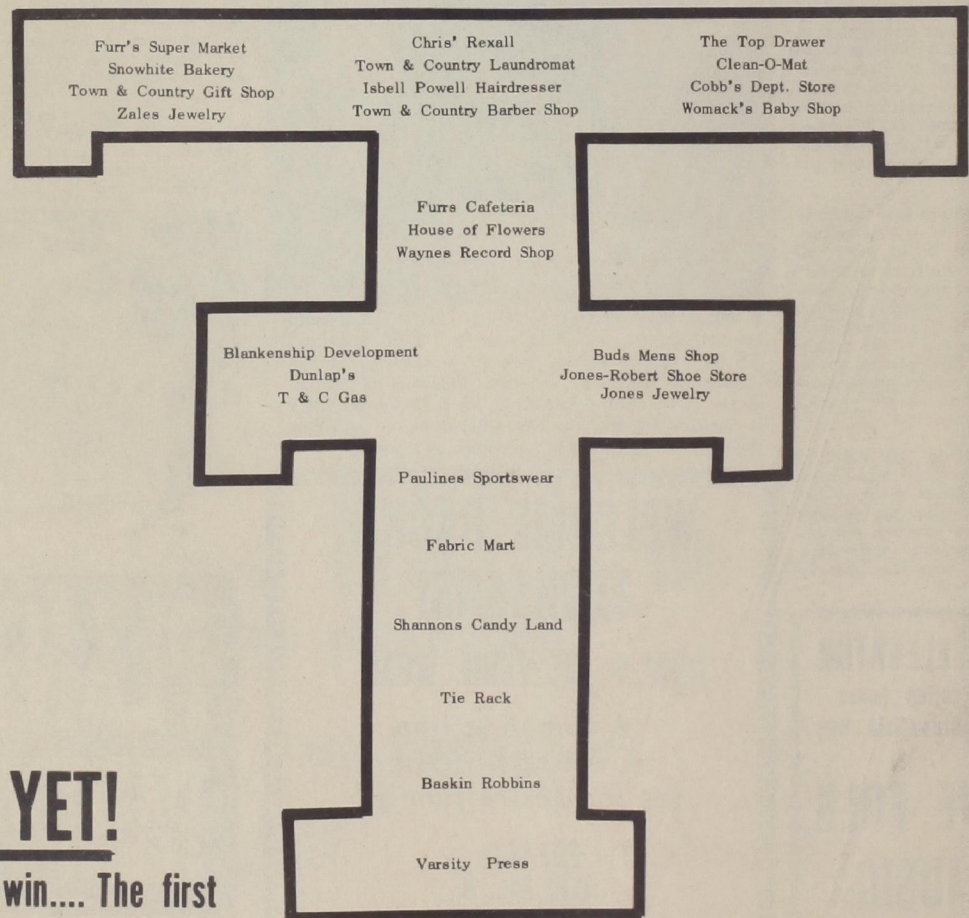 Furr's Super Market
Snowhite Bakery
Town & Country Gift Shop
Zales Jewelry
Chris' Rexall
Town & Country Laundromat
Isbell Powell Hairdresser
Town & Country Barber Shop
The Top Drawer
Clean-O-Mat
Cobb's Dept. Store
Womack's Baby Shop
Furrs Cafeteria
House of Flowers
Waynes Record Shop
Blankenship Development
Dunlap's
T & C Gas
Buds Mens Shop
Jones-Robert Shoe Store
Jones Jewelry
Paulines Sportswear
Fabric Mart
Shannons Candy Land
Tie Rack
Baskin Robbins
Varsity Press
YET!
win.... The first